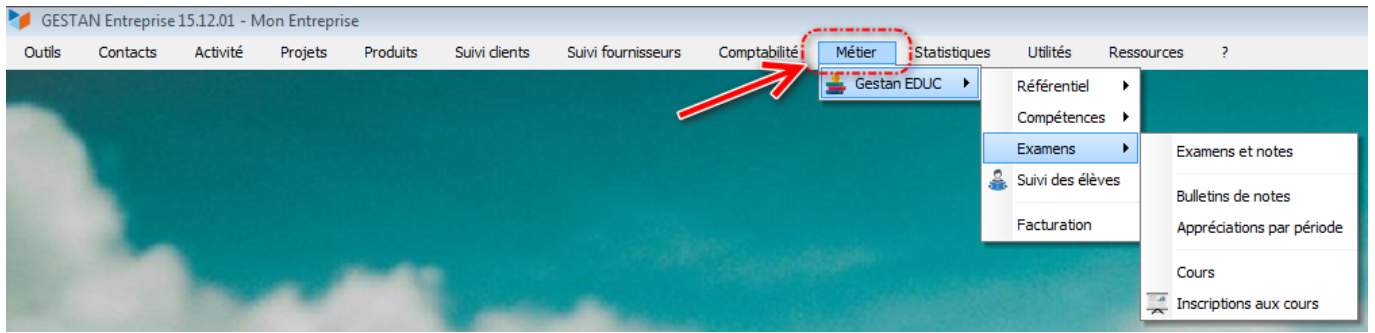 GESTAN Entreprise 15.12.01 - Mon Entreprise
Outils Contacts Activité Projets Produits Suivi clients Suivi fournisseurs Comptabilité Métier Statistiques Utilités Ressources ?
Gestan EDUC
Référentiel
Compétences
Examens
Suivi des élèves
Facturation
Examens et notes
Bulletins de notes
Appréciations par période
Cours
Inscriptions aux cours